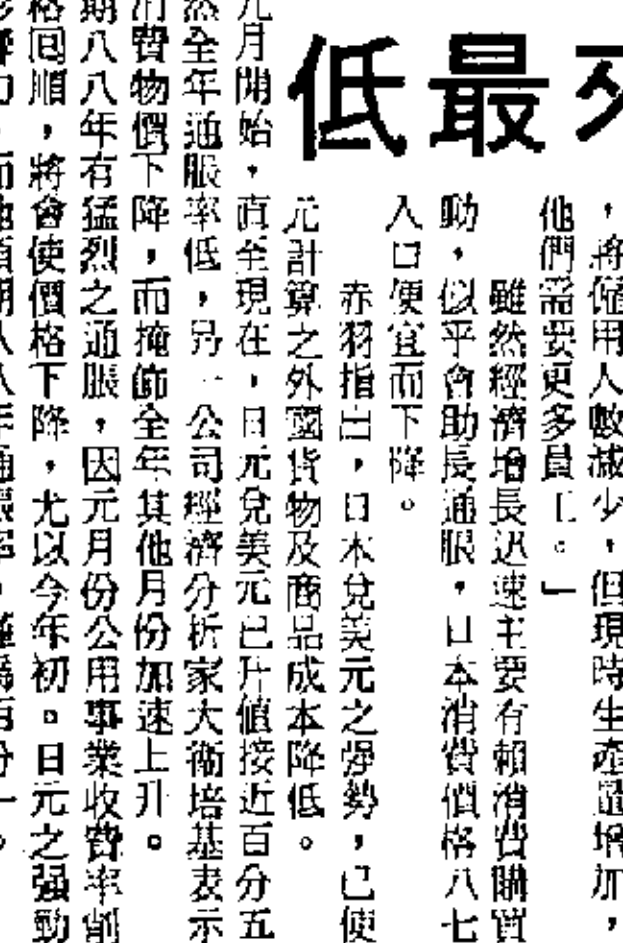 最低
，將僱用人數減少，但現時生產量增加，
他們需要更多員工。」
雖然經濟增長迅速主要有賴消費購買
動，似乎會助長通脹，日本消費價格八七
入口便宜而下降。
赤羽指出，日本兌美元之強勢，已使
元計算之外國貨物及商品成本降低。
元月開始，直至現在，日元兌美元已升值接近百分五
然全年通脹率低，另一公司經濟分析家大衛培基表示
消費物價下降，而掩飾全年其他月份加速上升。
期八八年有猛烈之通脹，因元月份公用事業收費率削
格回順，將會使價格下降，尤以今年初。日元之強勁